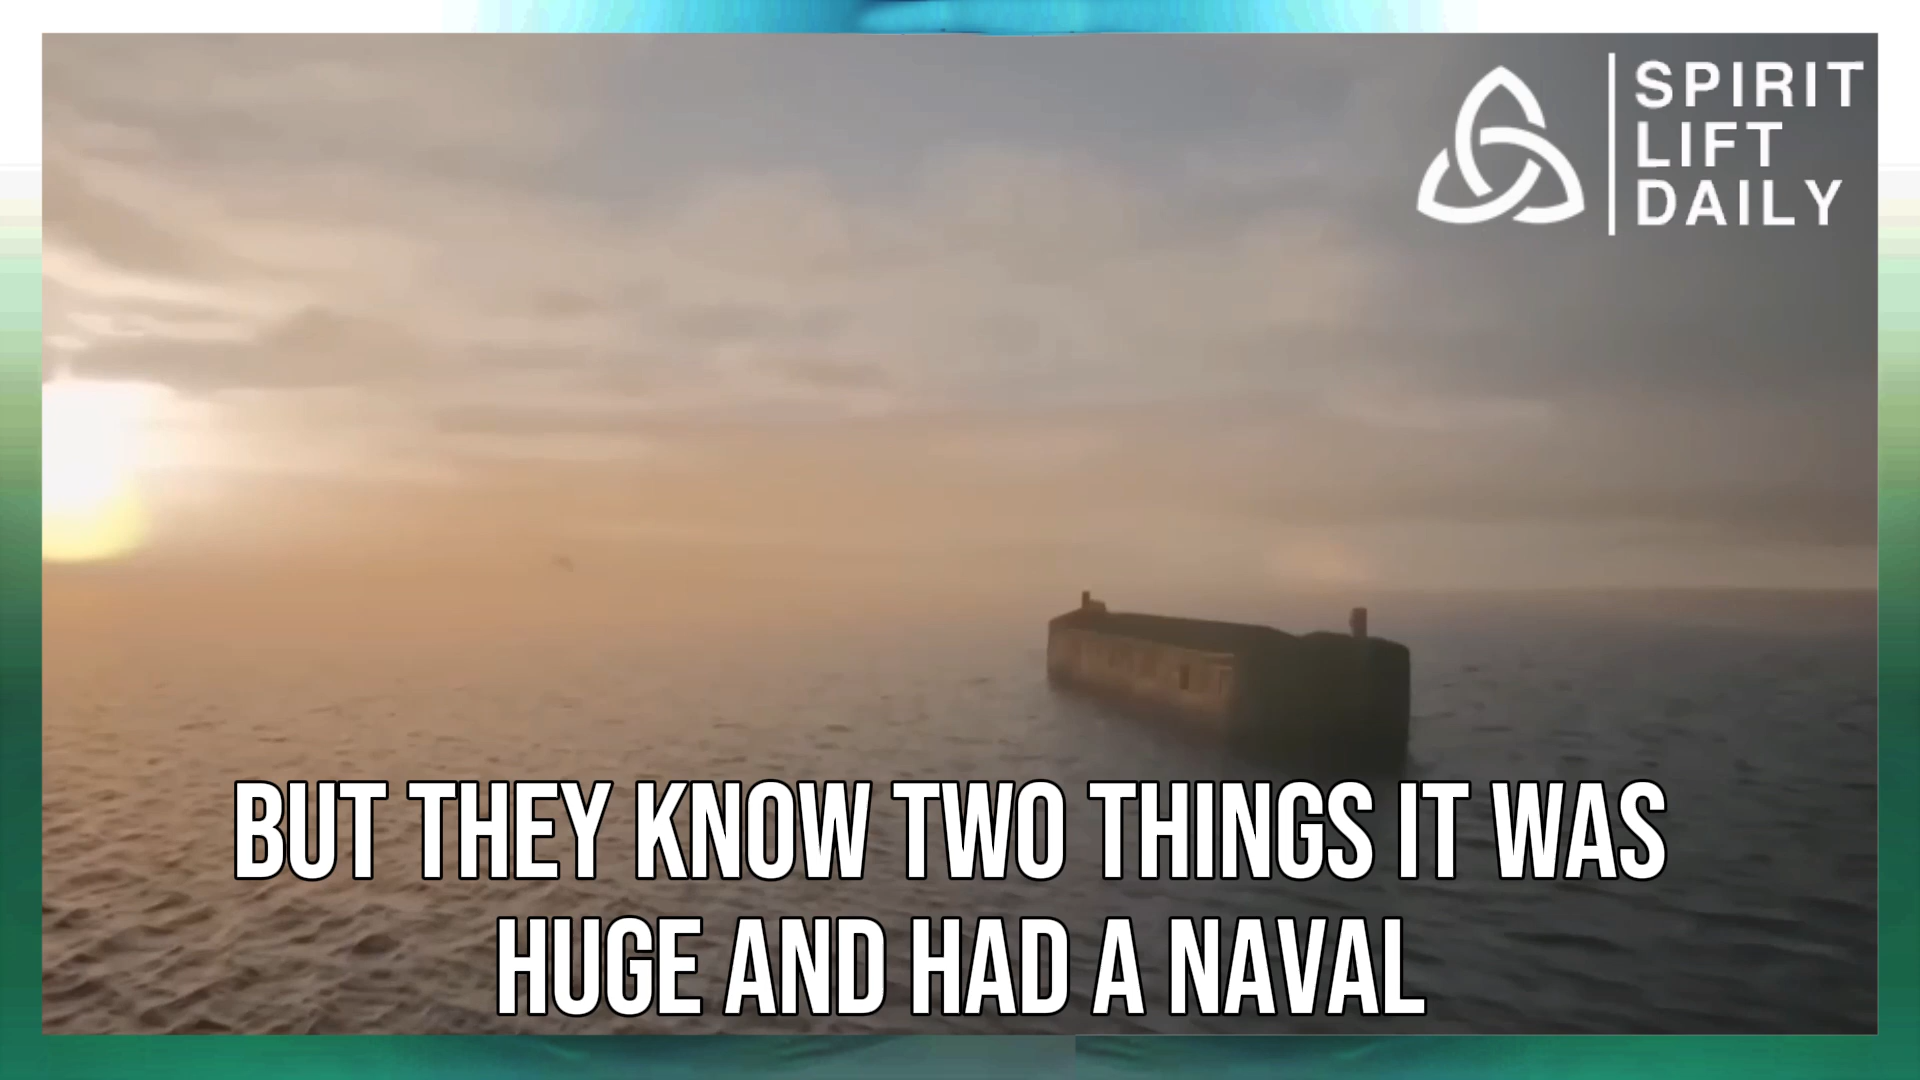 SPIRIT
LIFT
DAILY
BUT THEY KNOW TWO THINGS IT WAS
HUGE AND HAD A NAVAL